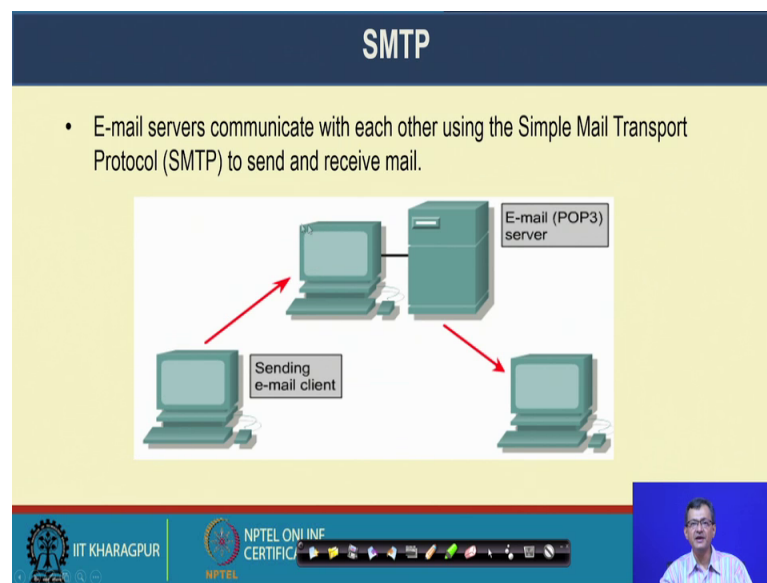 SMTP
• E-mail servers communicate with each other using the Simple Mail Transport
Protocol (SMTP) to send and receive mail.
E-mail (POP3)
server
Sending
e-mail client
IIT KHARAGPUR
NPTEL
NPTEL ONLINE
CERTIFICA